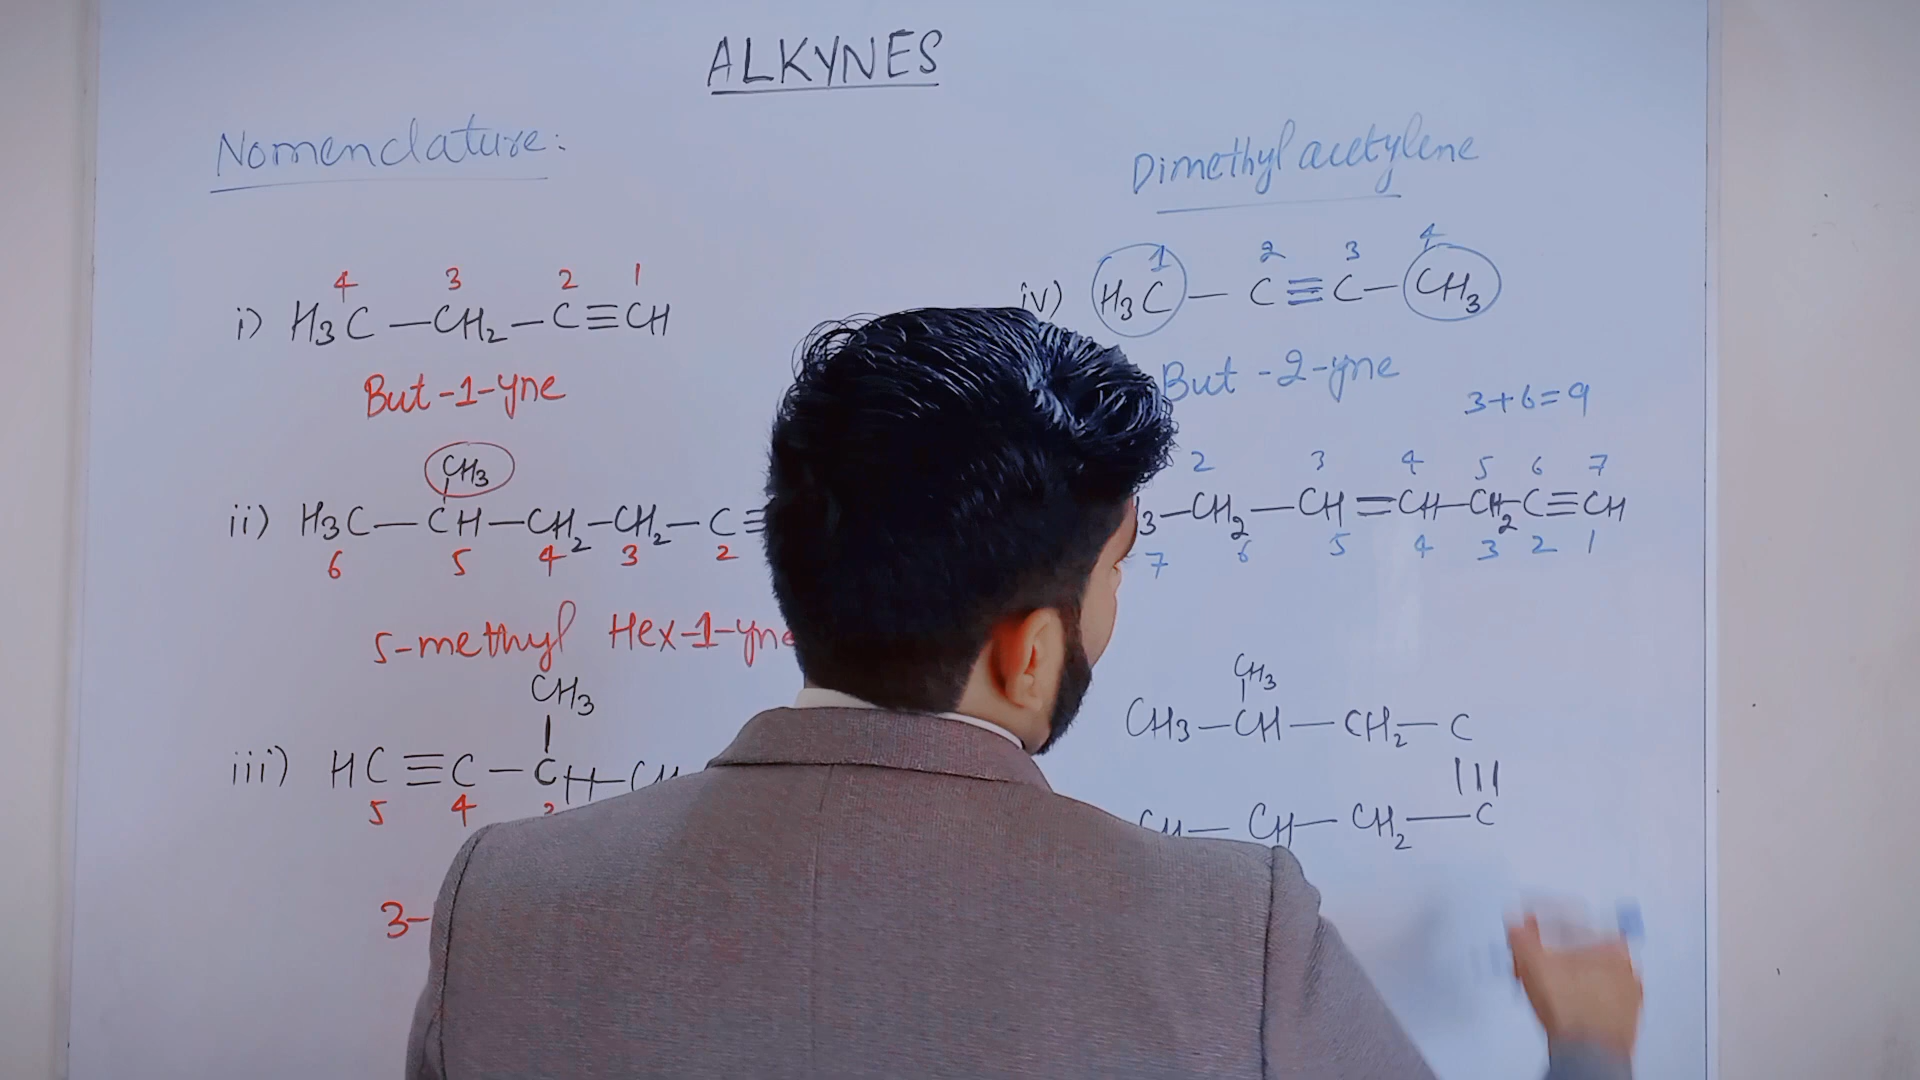 ALKYNES
Nomenclature:
4 3 2 1
i) H3C—CH2—C≡CH
But-1-yne
CH3
ii) H3C—CH—CH2—CH2—C≡
6 5 4 3 2
5-methyl Hex-1-yne
CH3
iii) HC≡C—CH—CH
5 4 3
3-
Dimethyl acetylene
1 2 3 4
iv) H3C—C≡C—CH3
But-2-yne
3+6=9
2 3 4 5 6 7
3—CH2—CH=CH—CH2—C≡CH
7 6 5 4 3 2 1
CH3
CH3—CH—CH2—C
|||
CH—CH—CH2—C